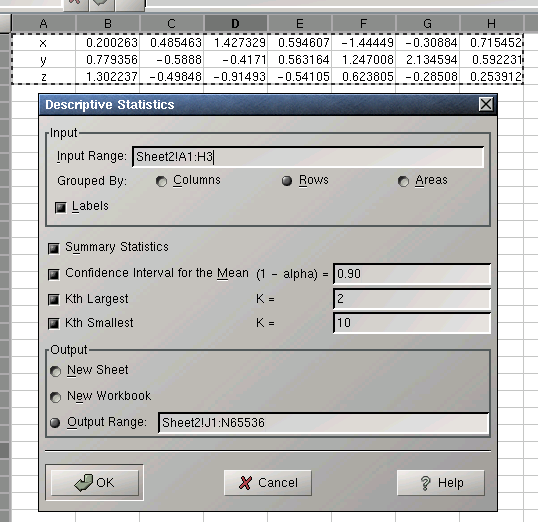 A B C D E F G H
x 0.200263 0.485463 1.427329 0.594607 -1.44449 -0.30884 0.715452
y 0.779356 -0.5888 -0.4171 0.563164 1.247008 2.134594 0.592231
z 1.302237 -0.49848 -0.91493 -0.54105 0.623805 -0.28508 0.253912
Descriptive Statistics
Input
Input Range: Sheet2!A1:H3
Grouped By: Columns Rows Areas
Labels
Summary Statistics
Confidence Interval for the Mean (1 - alpha) = 0.90
Kth Largest K = 2
Kth Smallest K = 10
Output
New Sheet
New Workbook
Output Range: Sheet2!J1:N65536
OK Cancel Help